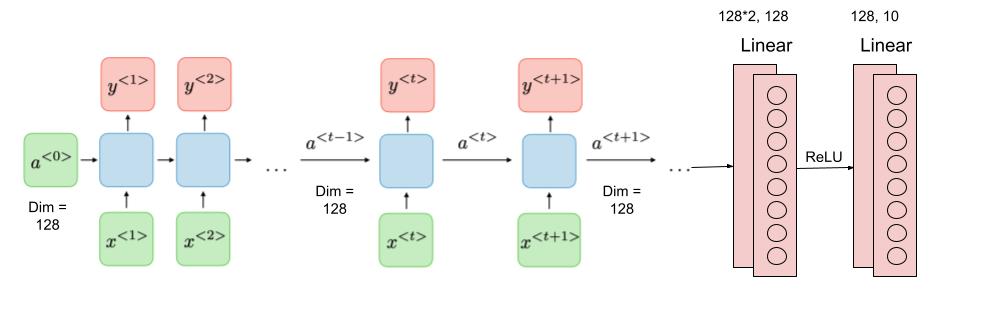 128*2, 128
128, 10
Linear
Linear
y<1>
y<2>
y<t>
y<t+1>
a<0>
...
a<t−1>
a<t>
a<t+1>
...
ReLU
Dim =
128
Dim =
128
Dim =
128
x<1>
x<2>
x<t>
x<t+1>